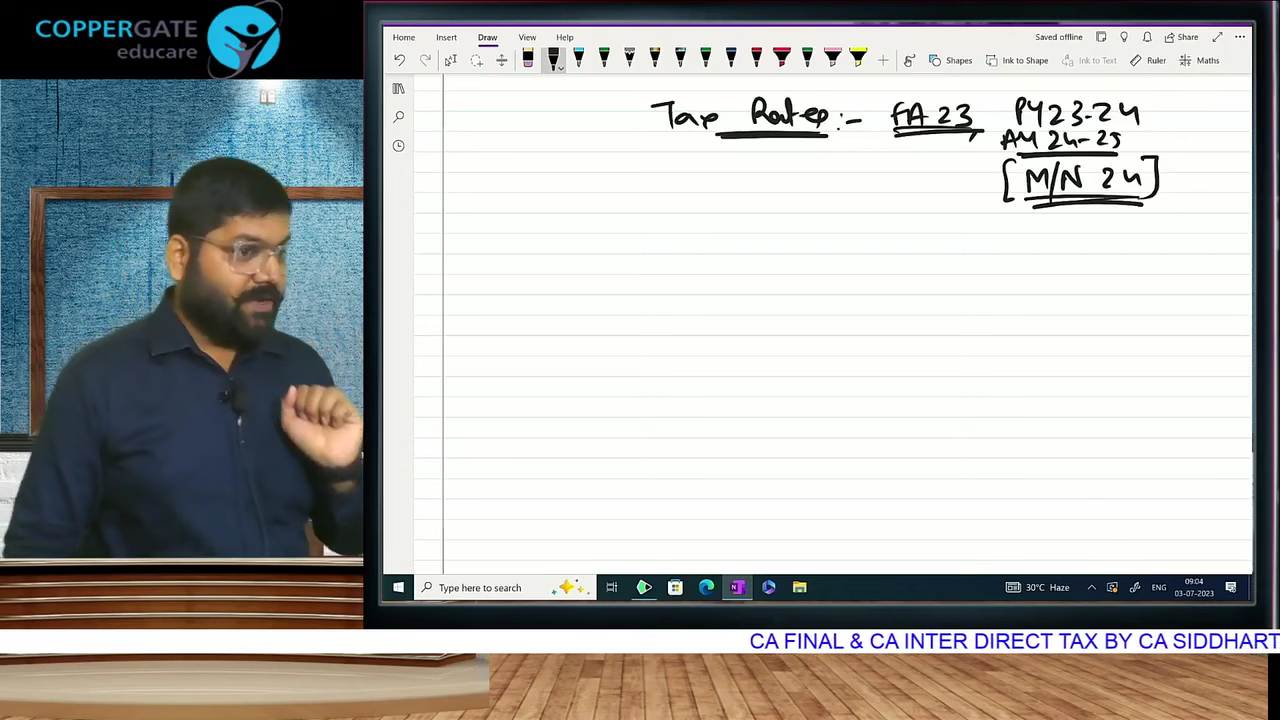 COPPERGATE
educare
Home Insert Draw View Help
Saved offline
Share
Shapes
Ink to Shape
Ink to Text
Ruler
Maths
Tax Rates :- FA 23 PY 23-24
AY 24-25
[M/N 24]
Type here to search
30°C Haze
ENG
09:04
03-07-2023
CA FINAL & CA INTER DIRECT TAX BY CA SIDDHART